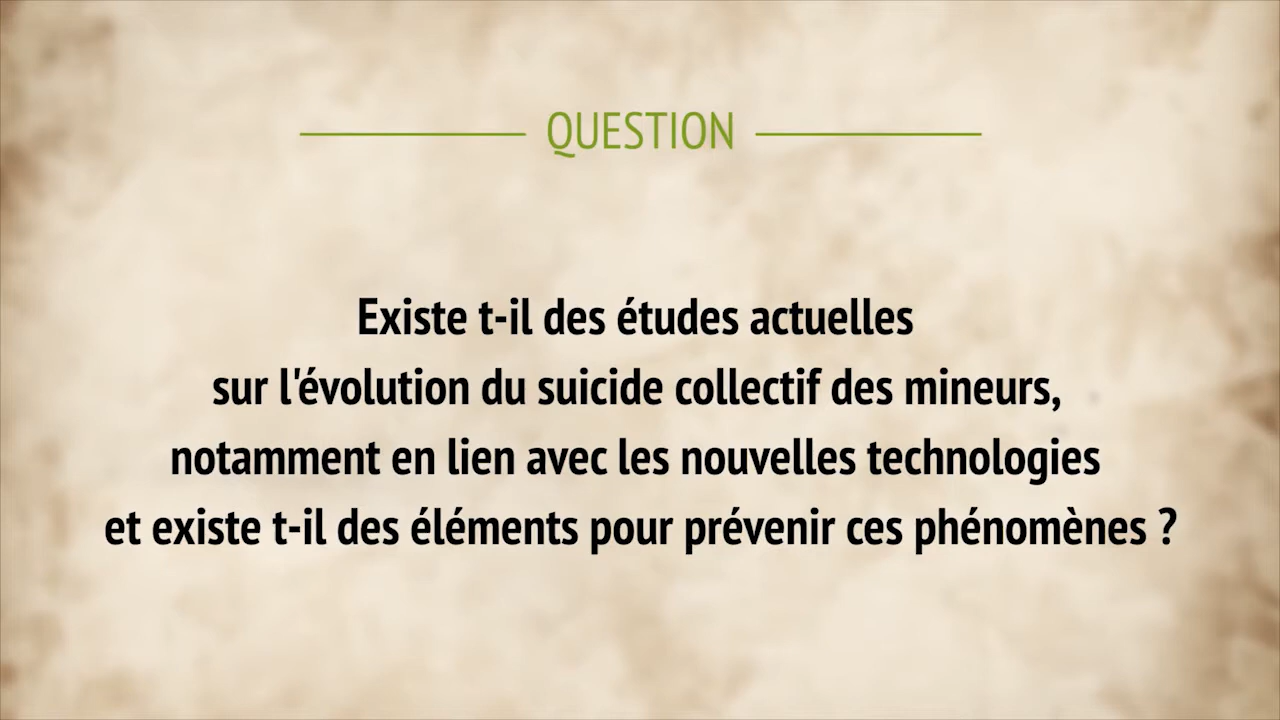 QUESTION
Existe t-il des études actuelles
sur l'évolution du suicide collectif des mineurs,
notamment en lien avec les nouvelles technologies
et existe t-il des éléments pour prévenir ces phénomènes ?